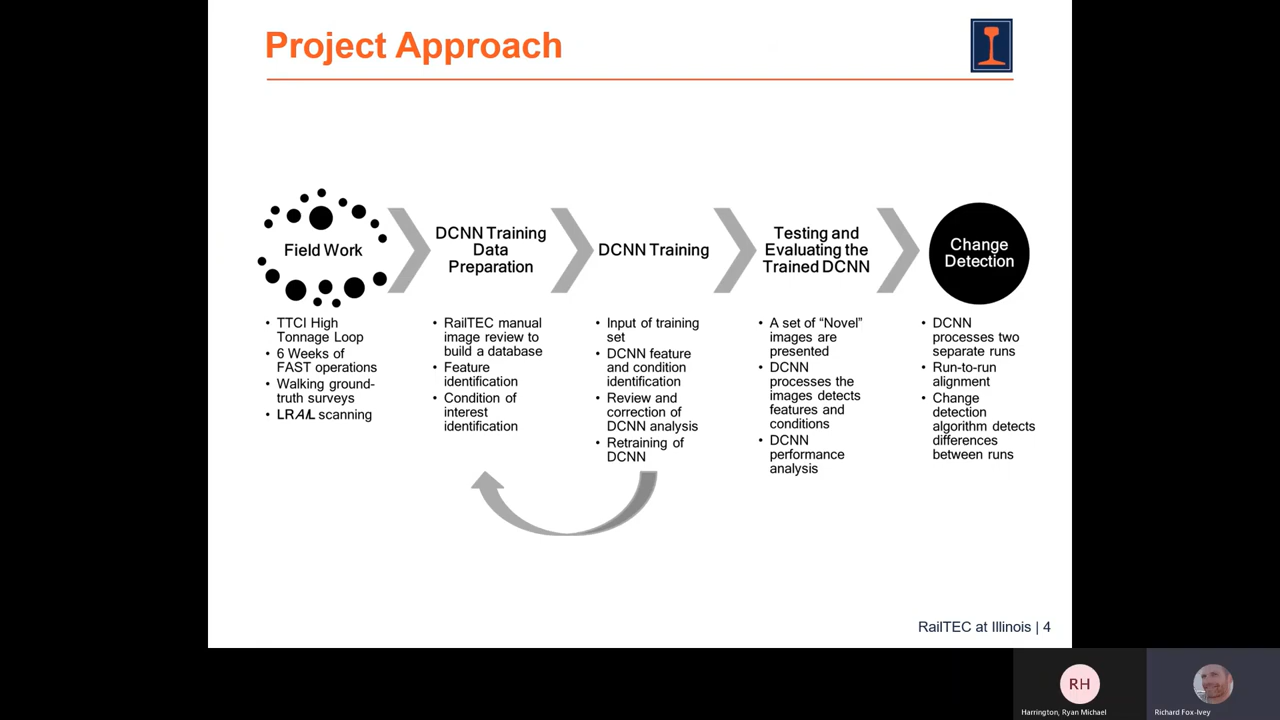 Project Approach
Field Work
DCNN Training
Data
Preparation
DCNN Training
Testing and
Evaluating the
Trained DCNN
Change
Detection
• TTCI High
Tonnage Loop
• 6 Weeks of
FAST operations
• Walking ground-
truth surveys
• LRAIL scanning
• RailTEC manual
image review to
build a database
• Feature
identification
• Condition of
interest
identification
• Input of training
set
• DCNN feature
and condition
identification
• Review and
correction of
DCNN analysis
• Retraining of
DCNN
• A set of “Novel”
images are
presented
• DCNN
processes the
images detects
features and
conditions
• DCNN
performance
analysis
• DCNN
processes two
separate runs
• Run-to-run
alignment
• Change
detection
algorithm detects
differences
between runs
RailTEC at Illinois | 4
RH
Harrington, Ryan Michael
Richard Fox-Ivey